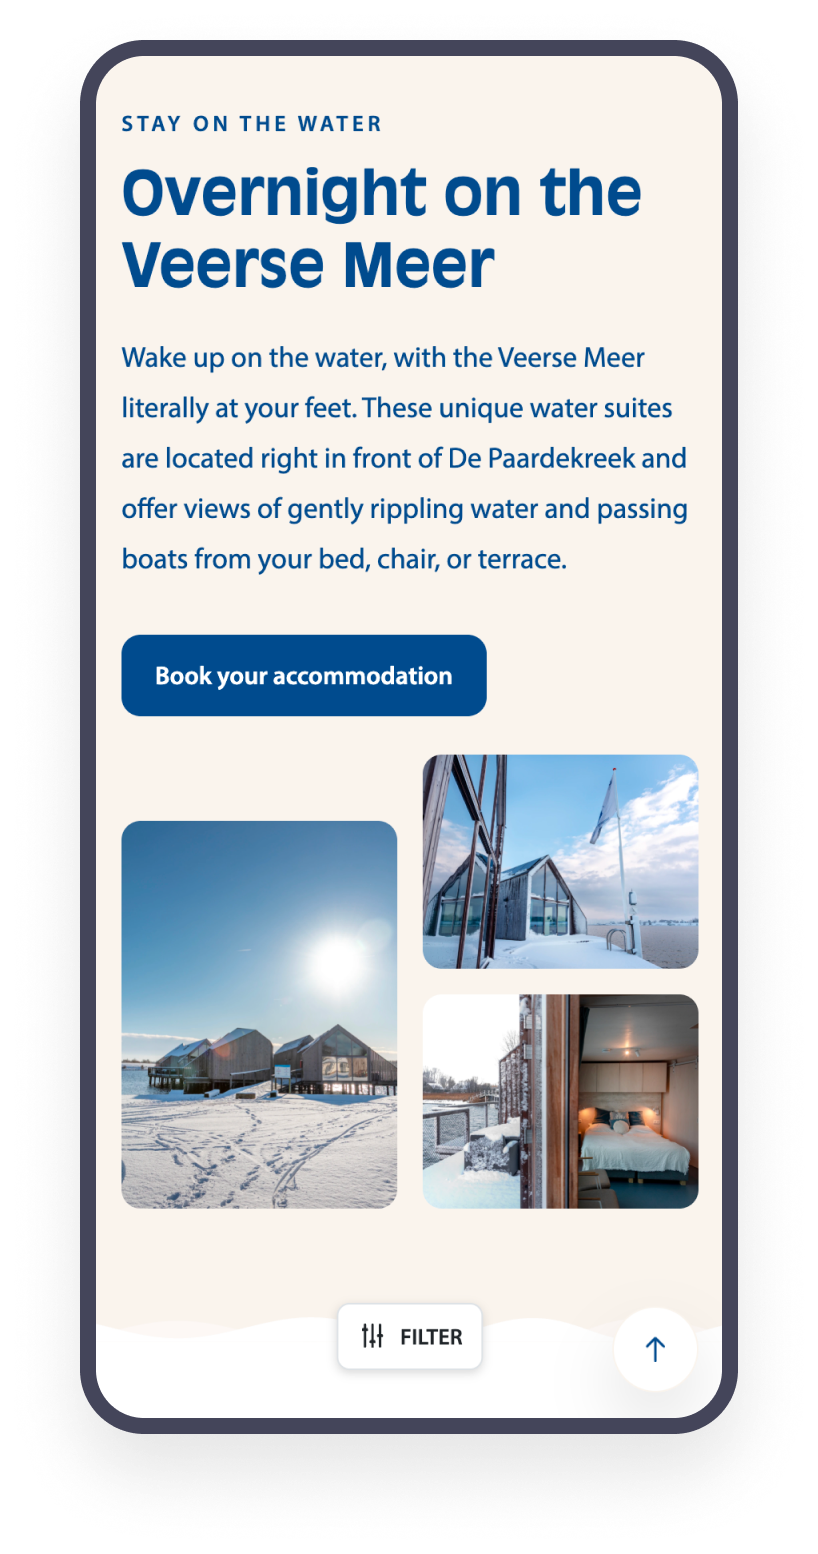 STAY ON THE WATER
Overnight on the
Veerse Meer
Wake up on the water, with the Veerse Meer
literally at your feet. These unique water suites
are located right in front of De Paardekreek and
offer views of gently rippling water and passing
boats from your bed, chair, or terrace.
Book your accommodation
FILTER